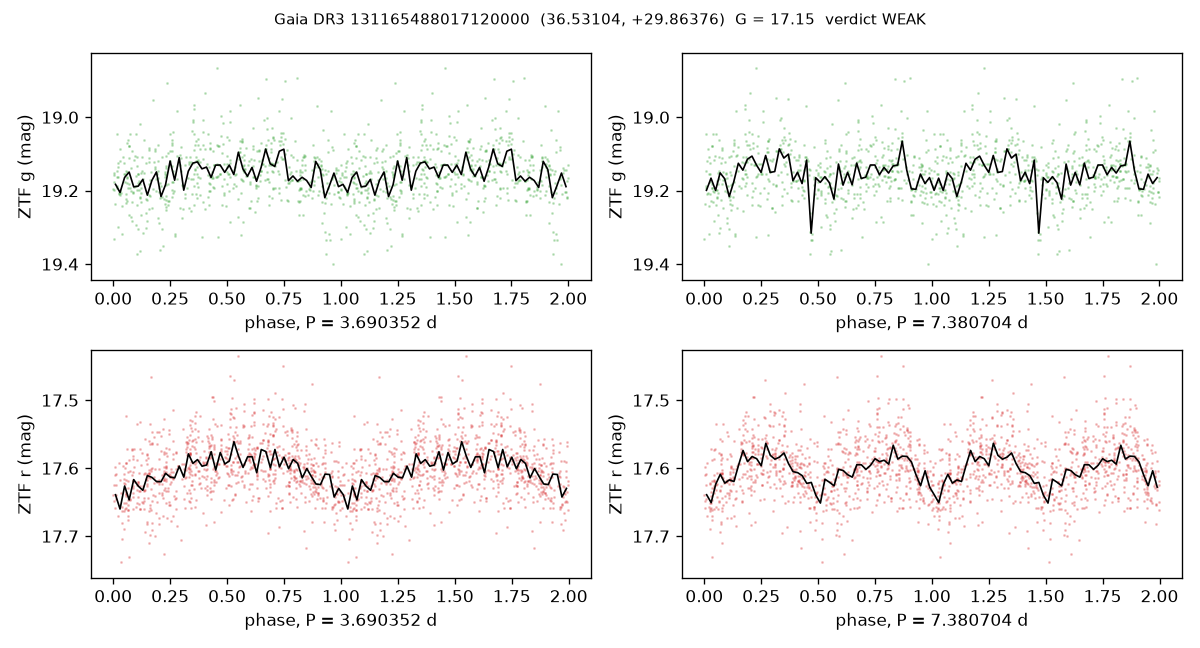 Gaia DR3 131165488017120000 (36.53104, +29.86376) G = 17.15 verdict WEAK
ZTF g (mag)
19.0
19.2
19.4
0.00 0.25 0.50 0.75 1.00 1.25 1.50 1.75 2.00
phase, P = 3.690352 d
ZTF g (mag)
19.0
19.2
19.4
0.00 0.25 0.50 0.75 1.00 1.25 1.50 1.75 2.00
phase, P = 7.380704 d
ZTF r (mag)
17.5
17.6
17.7
0.00 0.25 0.50 0.75 1.00 1.25 1.50 1.75 2.00
phase, P = 3.690352 d
ZTF r (mag)
17.5
17.6
17.7
0.00 0.25 0.50 0.75 1.00 1.25 1.50 1.75 2.00
phase, P = 7.380704 d